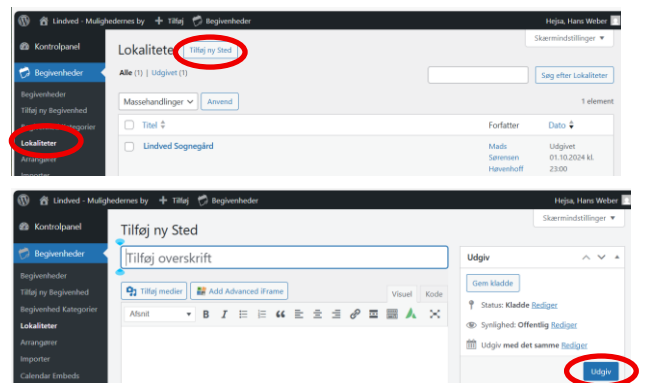 Lindved - Mulighedernes by + Tilføj Begivenheder Hejsa, Hans Weber
Skærmindstillinger ▼
Kontrolpanel
Lokaliteter Tilføj ny Sted
Begivenheder
Alle (1) | Udgivet (1)
Søg efter Lokaliteter
Begivenheder
Tilføj ny Begivenhed
Begivenhed Kategorier
Lokaliteter
Arrangører
Importer
Massehandlinger Anvend 1 element
Titel Forfatter Dato
Lindved Sognegård Mads Sørensen Høvenhoff Udgivet 01.10.2024 kl. 23:00
Lindved - Mulighedernes by + Tilføj Begivenheder Hejsa, Hans Weber
Skærmindstillinger ▼
Kontrolpanel
Tilføj ny Sted
Begivenheder
Tilføj overskrift
Begivenheder
Tilføj ny Begivenhed
Begivenhed Kategorier
Lokaliteter
Arrangører
Importer
Calendar Embeds
Tilføj medier Add Advanced iFrame Visuel Kode
Afsnit B I
Udgiv
Gem kladde
Status: Kladde Rediger
Synlighed: Offentlig Rediger
Udgiv med det samme Rediger
Udgiv